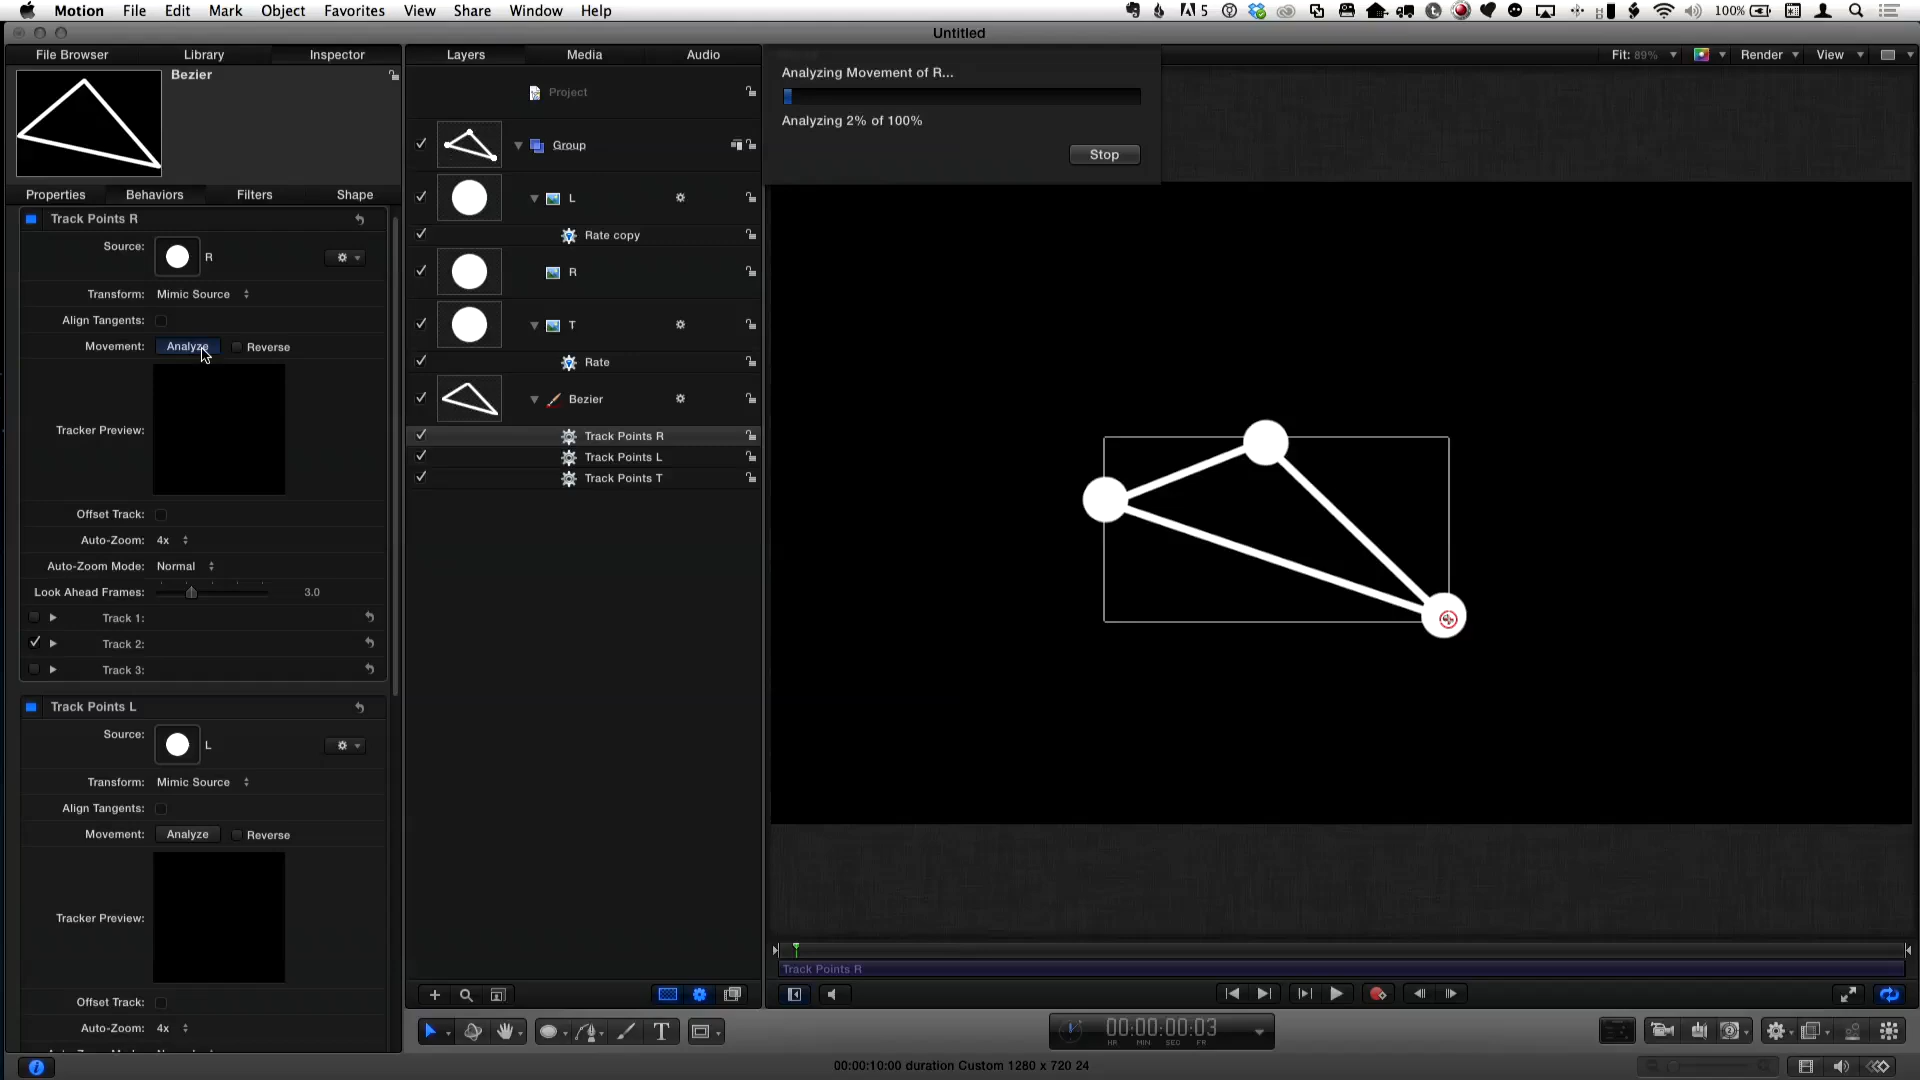 Motion File Edit Mark Object Favorites View Share Window Help
5
100%
Untitled
File Browser Library Inspector
Layers Media Audio
Fit: 89% Render View
Bezier
Properties Behaviors Filters Shape
Track Points R
Source: R
Transform: Mimic Source
Align Tangents:
Movement: Analyze Reverse
Tracker Preview:
Offset Track:
Auto-Zoom: 4x
Auto-Zoom Mode: Normal
Look Ahead Frames: 3.0
Track 1:
Track 2:
Track 3:
Track Points L
Source: L
Transform: Mimic Source
Align Tangents:
Movement: Analyze Reverse
Tracker Preview:
Offset Track:
Auto-Zoom: 4x
Project
Group
L
Rate copy
R
T
Rate
Bezier
Track Points R
Track Points L
Track Points T
Analyzing Movement of R...
Analyzing 2% of 100%
Stop
Track Points R
T
00:00:00:03
HR MIN SEC FR
00:00:10:00 duration Custom 1280 x 720 24